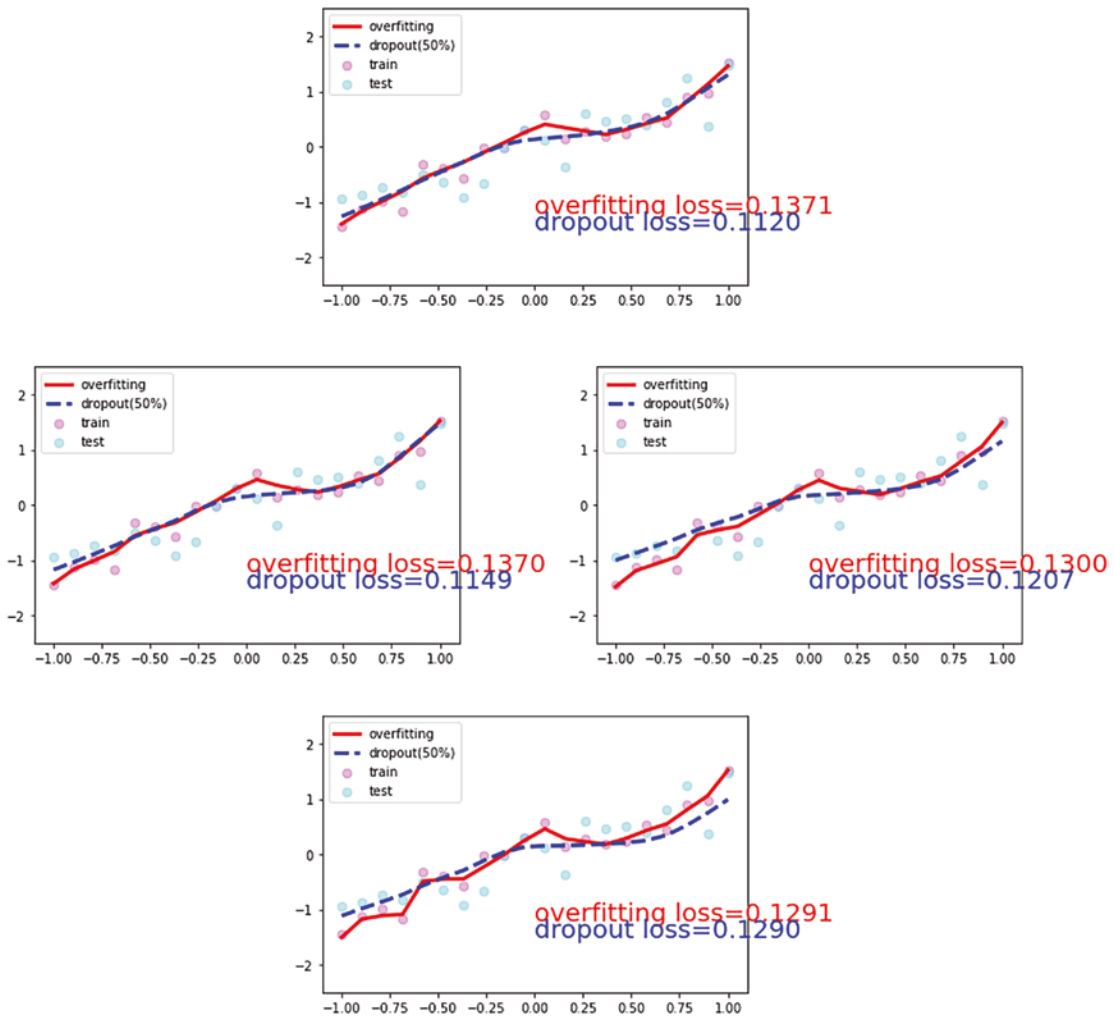 overfitting
dropout(50%)
train
test
2
1
0
−1
−2
overfitting loss=0.1371
dropout loss=0.1120
−1.00 −0.75 −0.50 −0.25 0.00 0.25 0.50 0.75 1.00
overfitting
dropout(50%)
train
test
2
1
0
−1
−2
overfitting loss=0.1370
dropout loss=0.1149
−1.00 −0.75 −0.50 −0.25 0.00 0.25 0.50 0.75 1.00
overfitting
dropout(50%)
train
test
2
1
0
−1
−2
overfitting loss=0.1300
dropout loss=0.1207
−1.00 −0.75 −0.50 −0.25 0.00 0.25 0.50 0.75 1.00
overfitting
dropout(50%)
train
test
2
1
0
−1
−2
overfitting loss=0.1291
dropout loss=0.1290
−1.00 −0.75 −0.50 −0.25 0.00 0.25 0.50 0.75 1.00